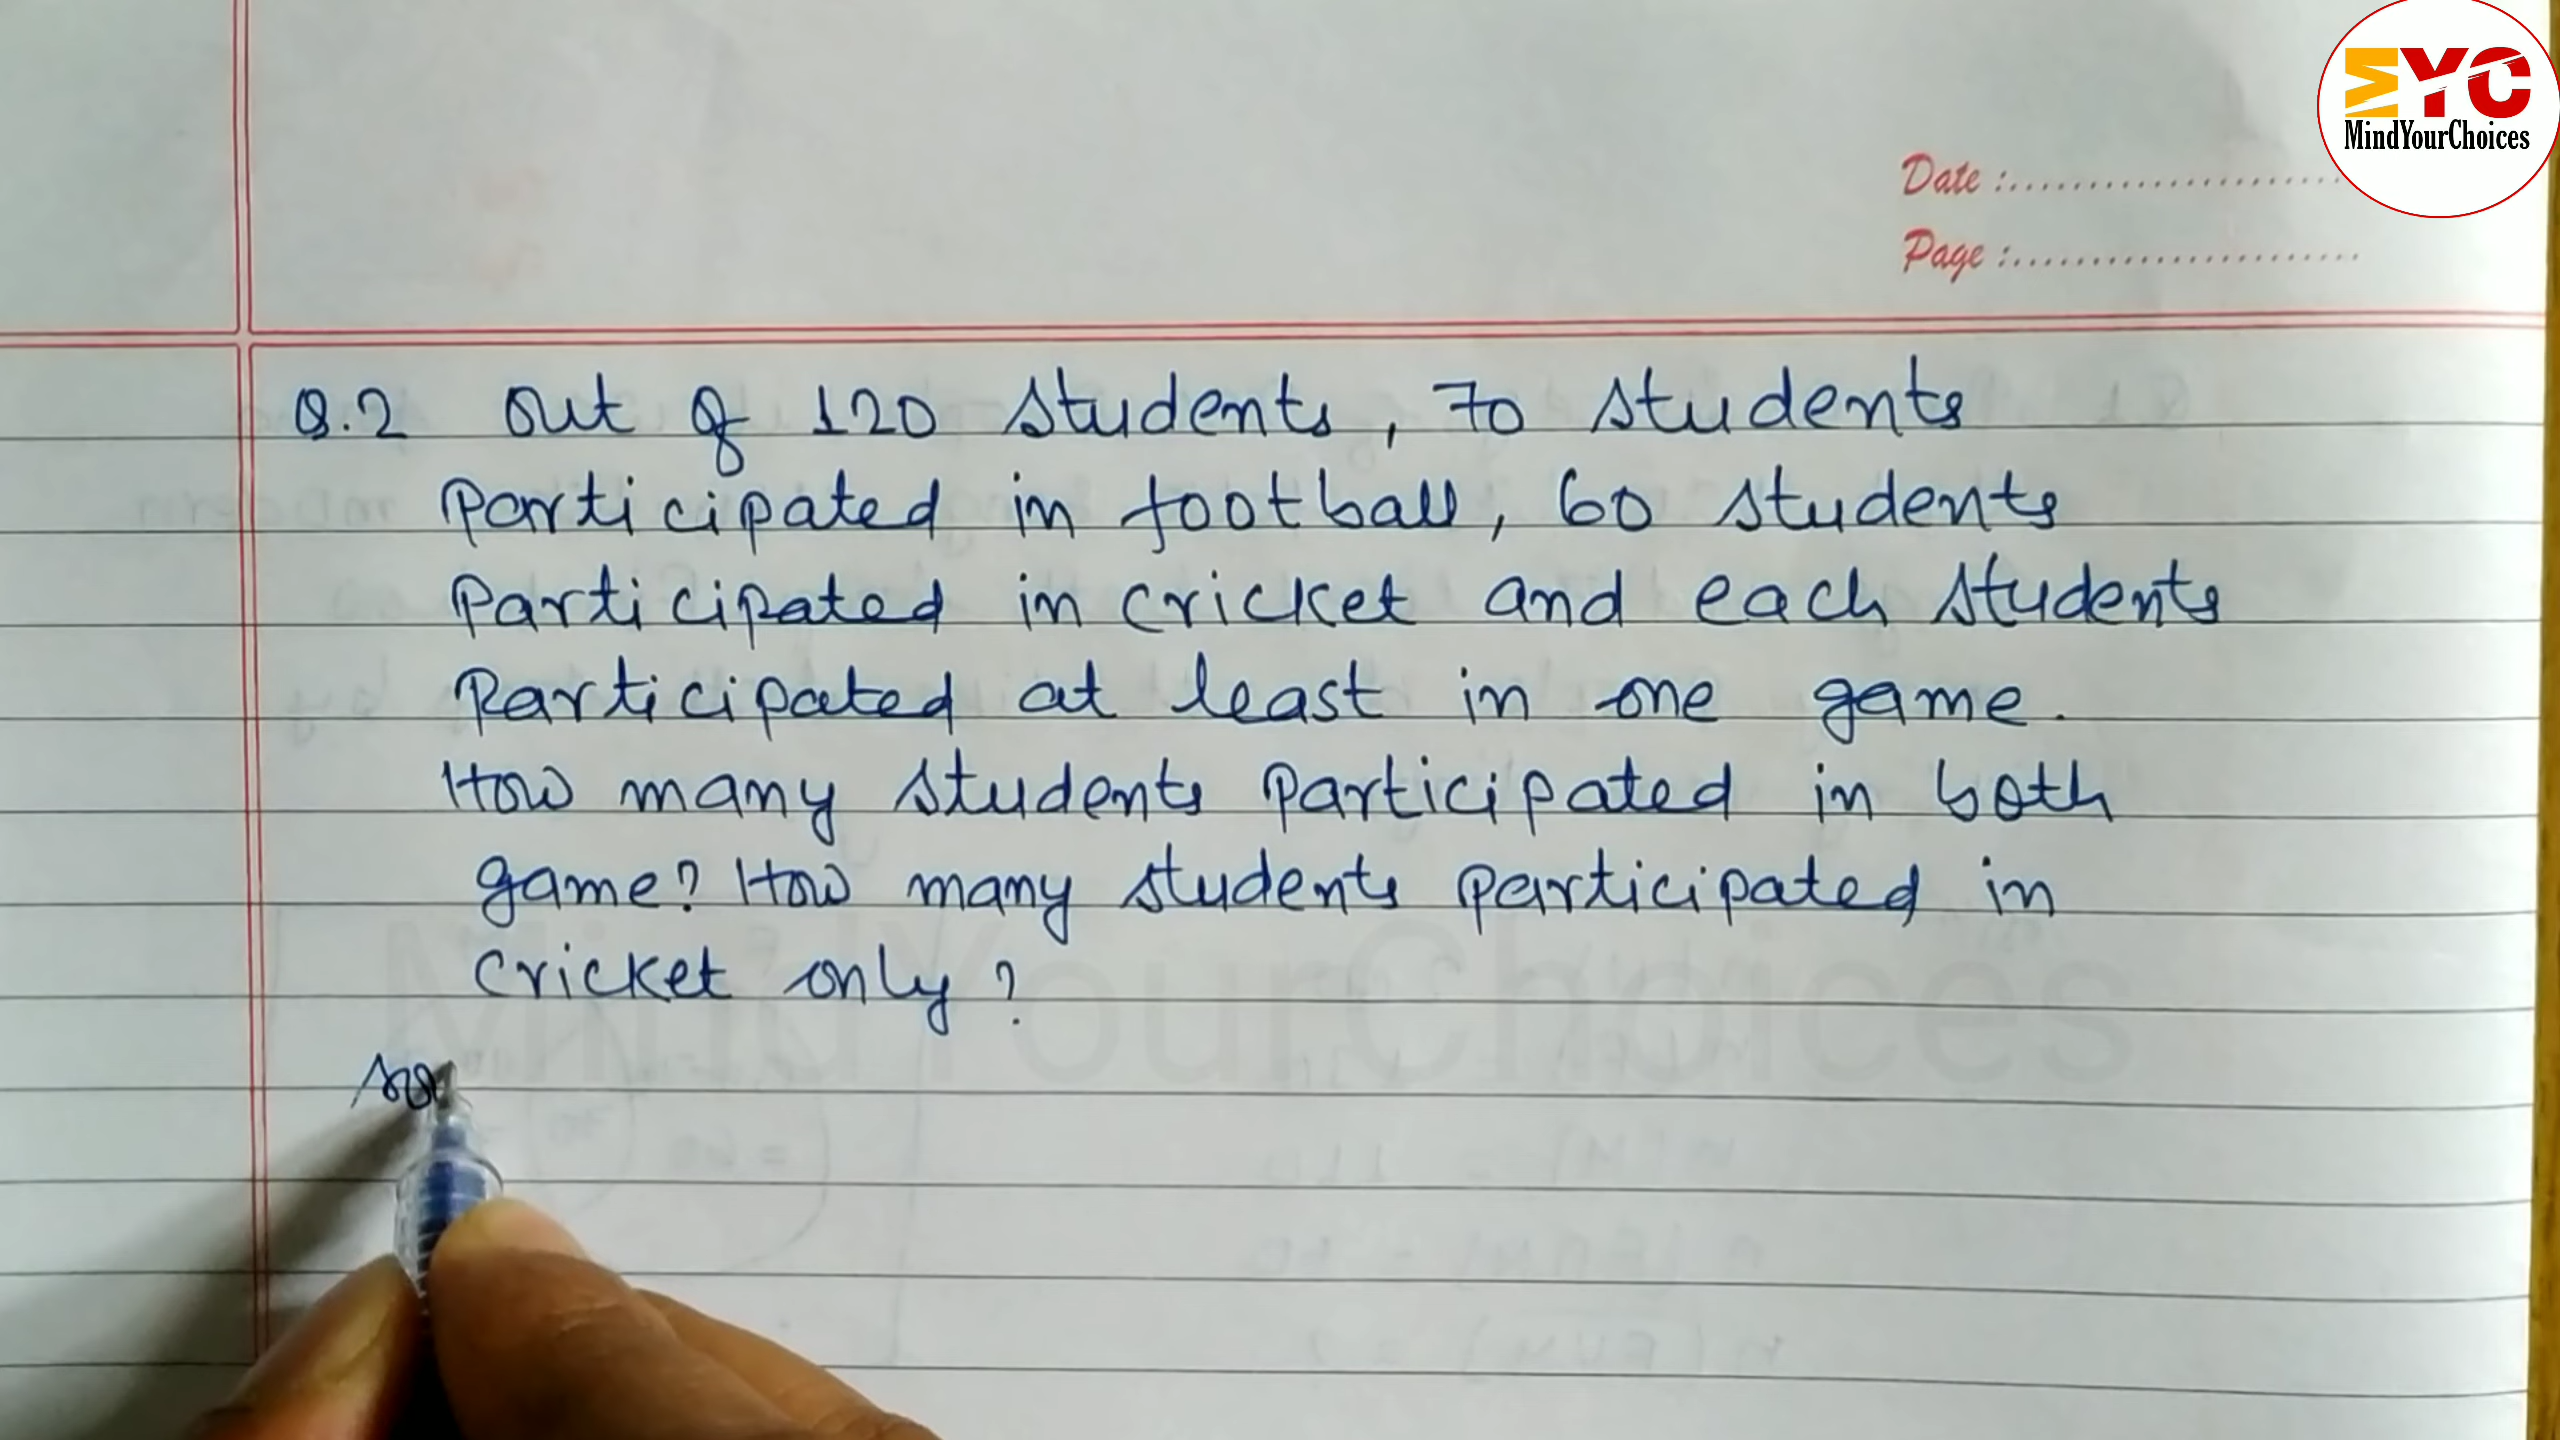 MYC
MindYourChoices
Date :......................
Page :......................
Q.2 Out of 120 students, 70 students
participated in football, 60 students
participated in cricket and each students
participated at least in one game.
How many students participated in both
game? How many students participated in
cricket only?
MindYourChoices